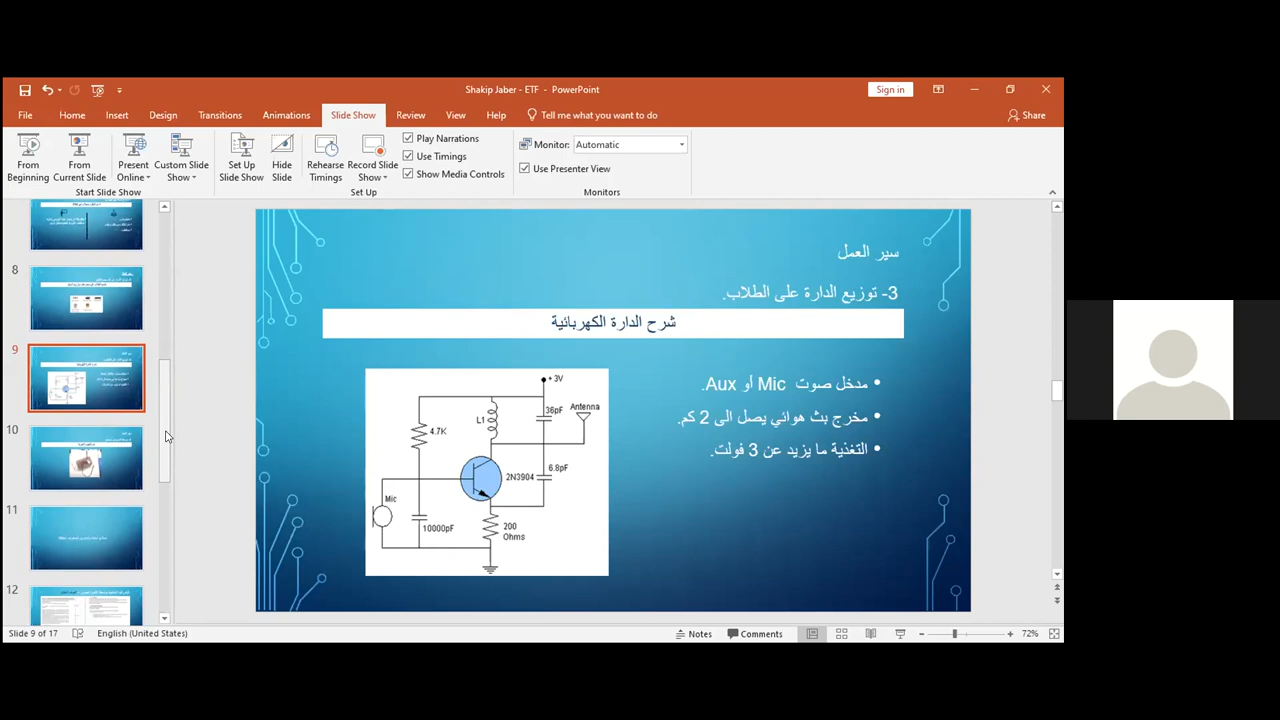 Shakip Jaber - ETF - PowerPoint
Sign in
File Home Insert Design Transitions Animations Slide Show Review View Help Tell me what you want to do
Share
From Beginning
From Current Slide
Present Online
Custom Slide Show
Set Up Slide Show
Hide Slide
Rehearse Timings
Record Slide Show
Play Narrations
Use Timings
Show Media Controls
Monitor: Automatic
Use Presenter View
Start Slide Show
Set Up
Monitors
8
9
10
11
12
سير العمل
3- توزيع الدارة على الطلاب.
شرح الدارة الكهربائية
• مدخل صوت Mic أو Aux.
• مخرج بث هوائي يصل الى 2 كم.
• التغذية ما يزيد عن 3 فولت.
+ 3V
36pF
Antenna
L1
4.7K
6.8pF
2N3904
Mic
10000pF
200
Ohms
Slide 9 of 17
English (United States)
Notes
Comments
72%